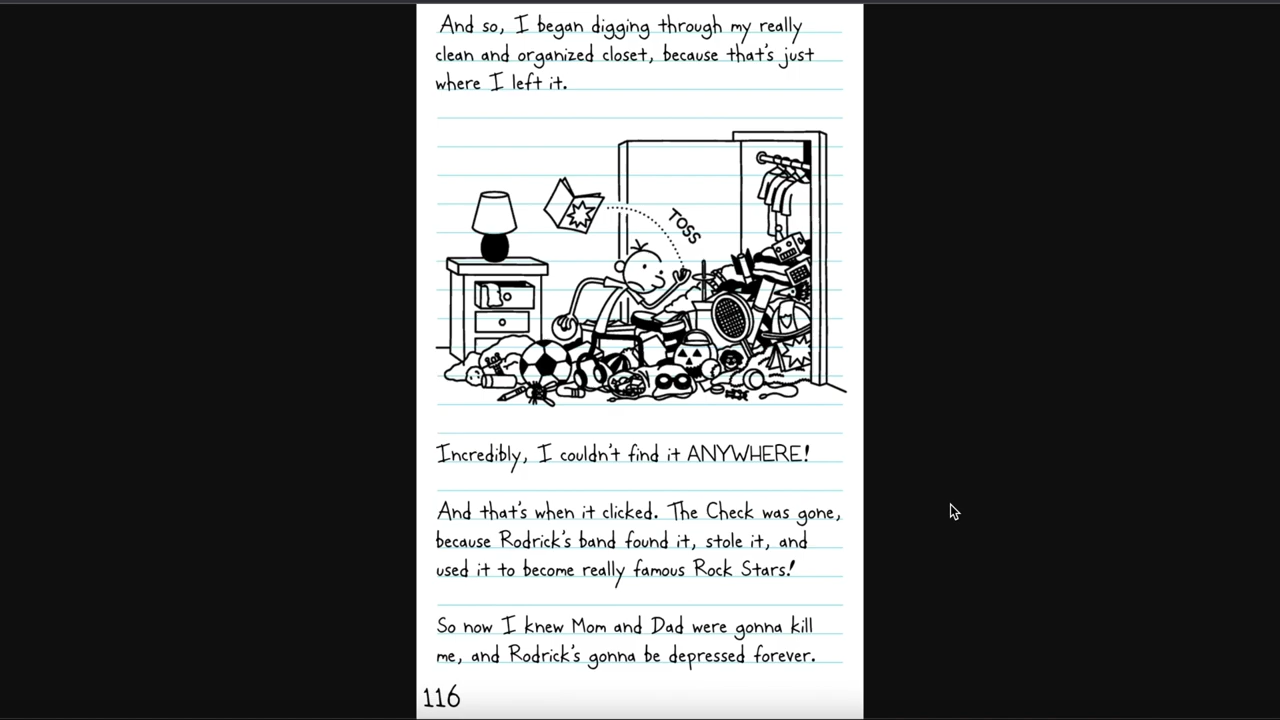 And so, I began digging through my really
clean and organized closet, because that's just
where I left it.
TOSS
Incredibly, I couldn't find it ANYWHERE!
And that's when it clicked. The Check was gone,
because Rodrick's band found it, stole it, and
used it to become really famous Rock Stars!
So now I knew Mom and Dad were gonna kill
me, and Rodrick's gonna be depressed forever.
116